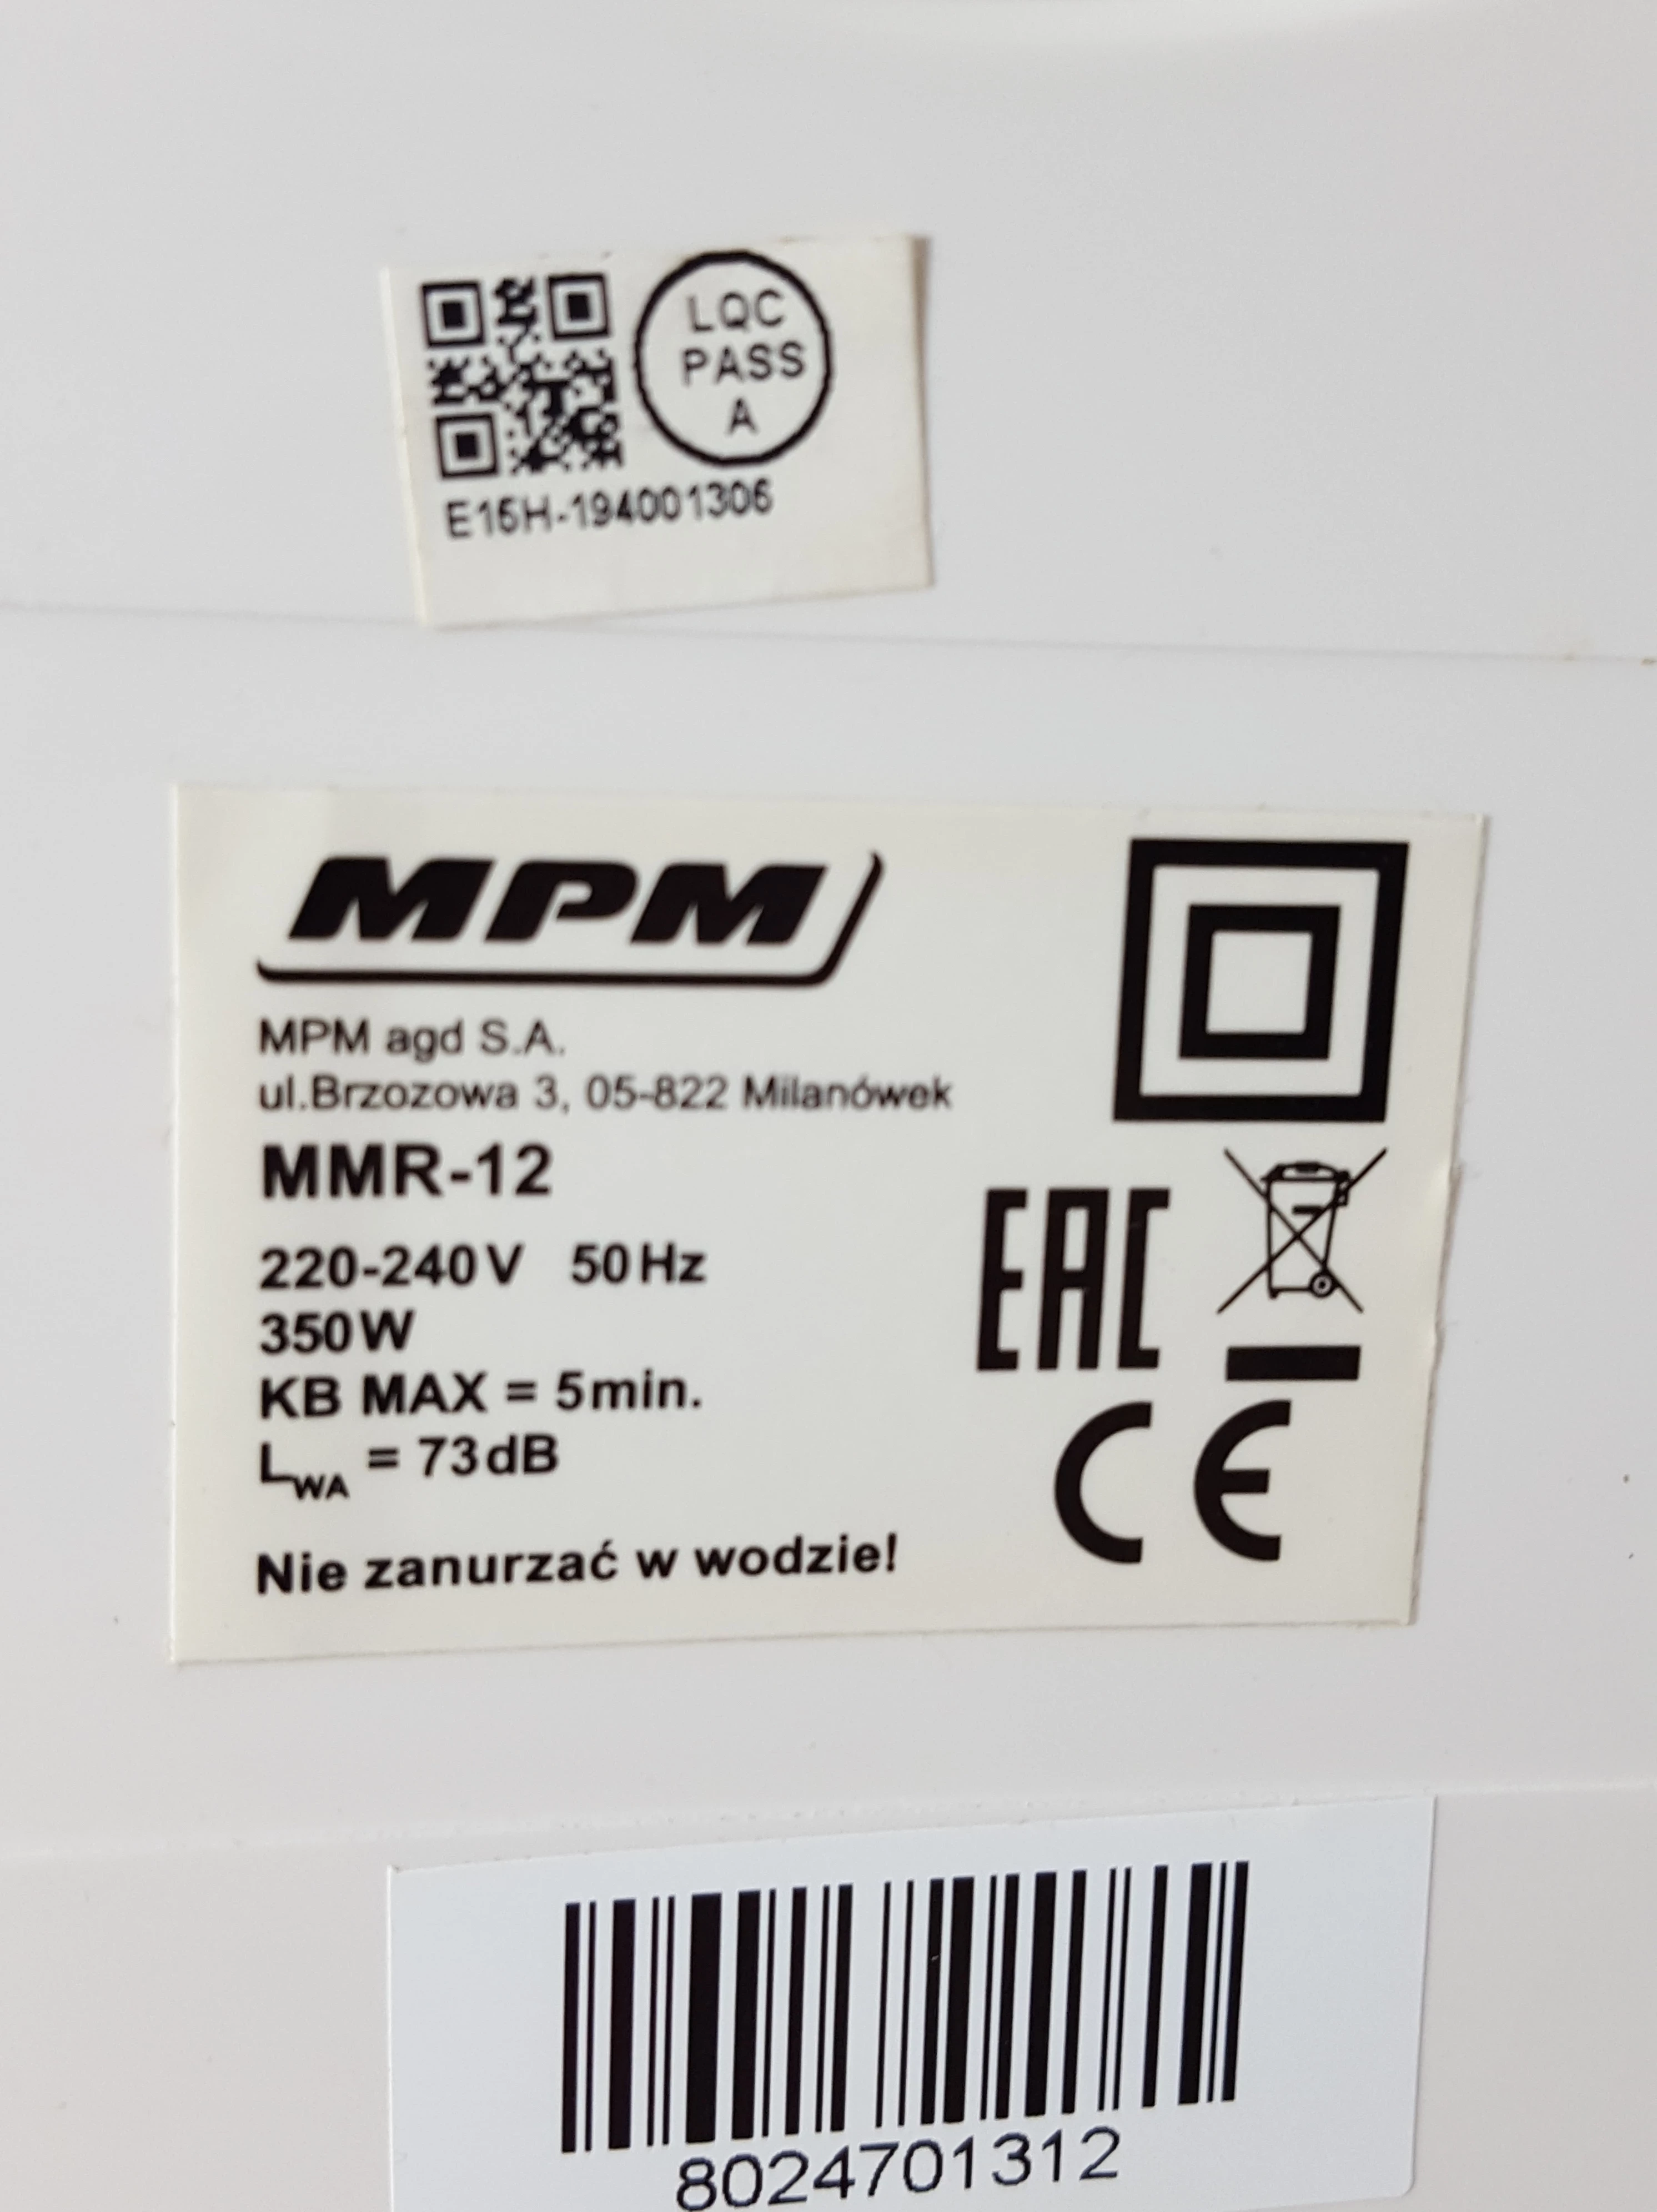 LQC
PASS
A
E15H-194001306
MPM
MPM agd S.A.
ul.Brzozowa 3, 05-822 Milanówek
MMR-12
220-240V 50Hz
350W
KB MAX = 5min.
LWA = 73dB
Nie zanurzać w wodzie!
EAC
CE
8024701312